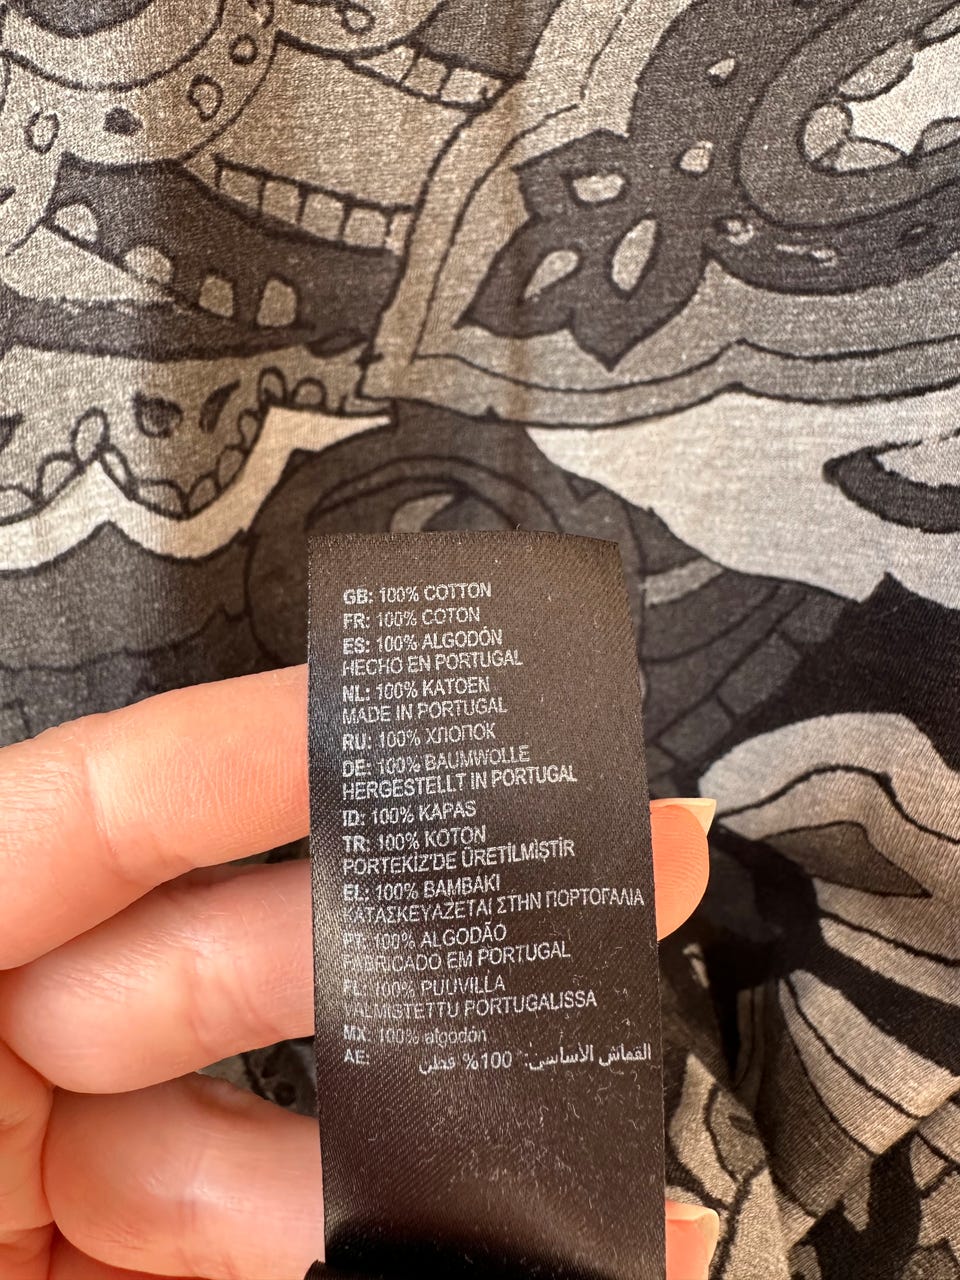 GB: 100% COTTON
FR: 100% COTON
ES: 100% ALGODÓN
HECHO EN PORTUGAL
NL: 100% KATOEN
MADE IN PORTUGAL
RU: 100% ХЛОПОК
DE: 100% BAUMWOLLE
HERGESTELLT IN PORTUGAL
ID: 100% KAPAS
TR: 100% KOTON
PORTEKİZ'DE ÜRETİLMİŞTİR
EL: 100% ΒΑΜΒΑΚΙ
ΚΑΤΑΣΚΕΥΑΖΕΤΑΙ ΣΤΗΝ ΠΟΡΤΟΓΑΛΙΑ
PT: 100% ALGODÃO
FABRICADO EM PORTUGAL
FL: 100% PUUVILLA
VALMISTETTU PORTUGALISSA
MX: 100% algodón
AE: القماش الأساسي: 100% قطن